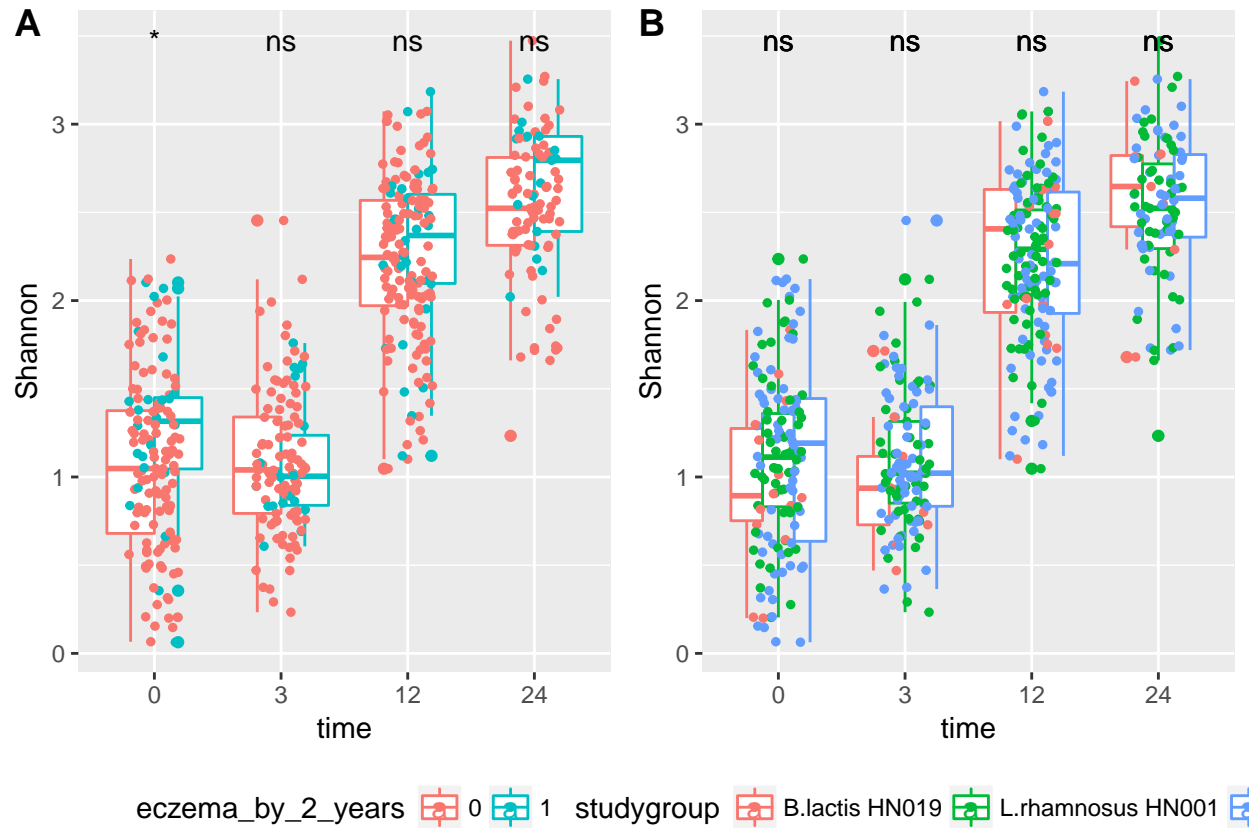 A
B
* ns ns ns
ns ns ns ns
Shannon
3
2
1
0
Shannon
3
2
1
0
0 3 12 24
0 3 12 24
time
time
eczema_by_2_years a 0 a 1 studygroup a B.lactis HN019 a L.rhamnosus HN001